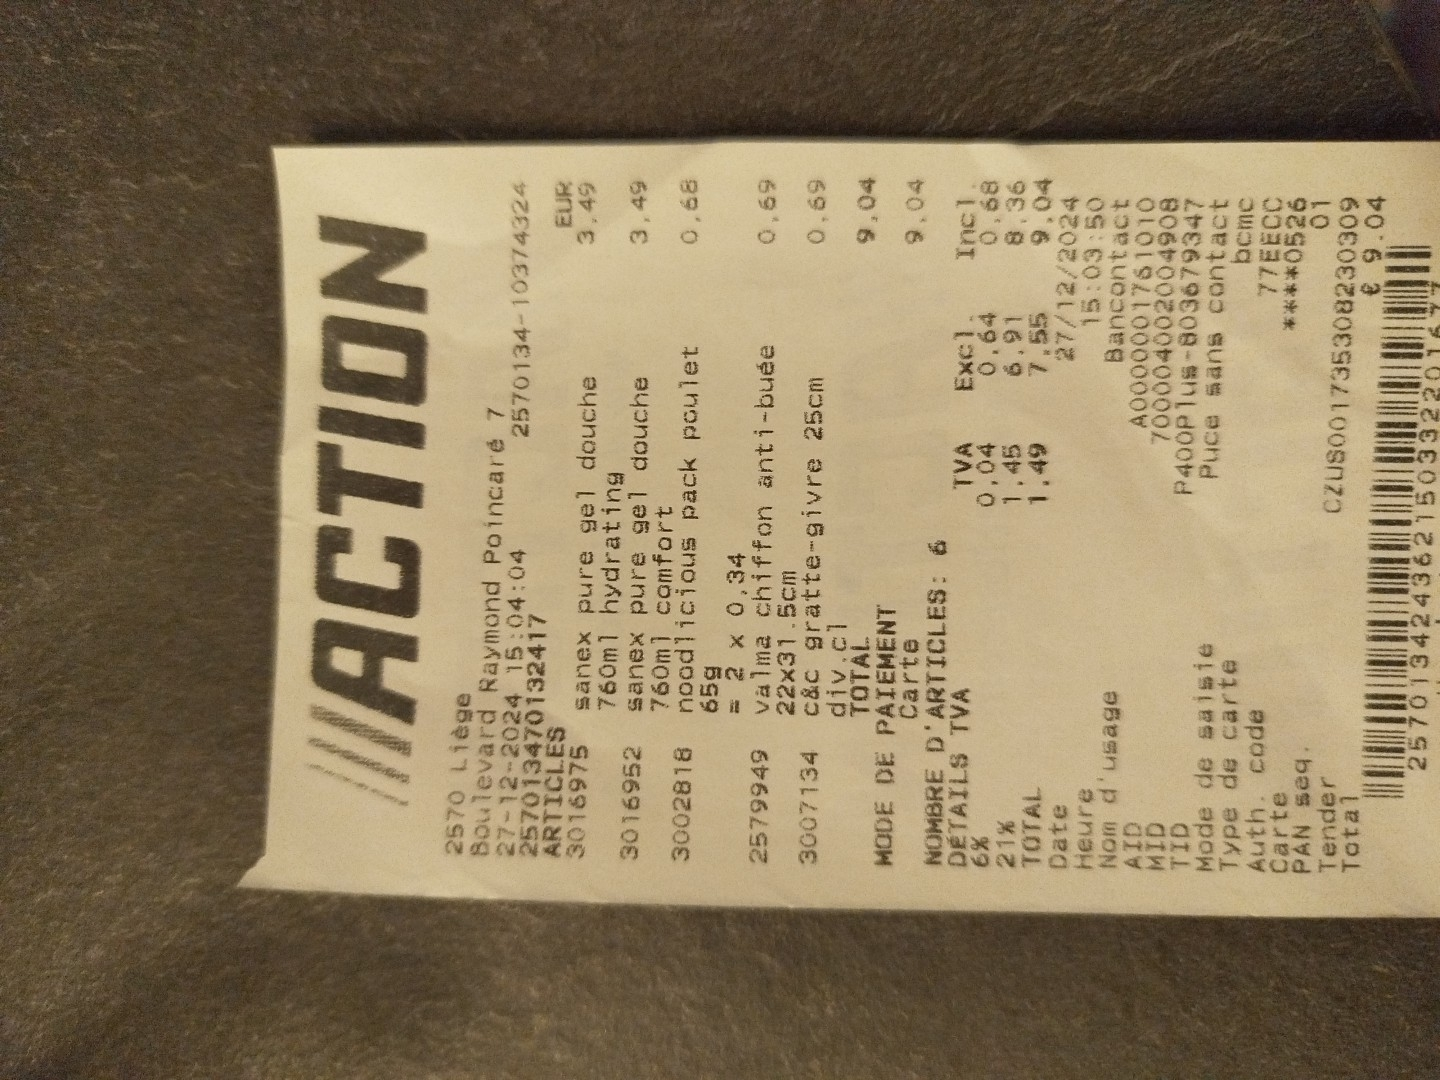 ///ACTION
2570 Liège
Boulevard Raymond Poincaré 7
27-12-2024 15:04:04 2570134-10374324
257013470132417
ARTICLES EUR
3016975 sanex pure gel douche 3,49
760ml hydrating
3016952 sanex pure gel douche 3,49
760ml comfort
3002818 noodlicious pack poulet 0,68
65g
= 2 x 0,34
2579949 valma chiffon anti-buée 0,69
22x31.5cm
3007134 c&c gratte-givre 25cm 0,69
div.cl
TOTAL 9,04
MODE DE PAIEMENT
Carte 9,04
NOMBRE D'ARTICLES: 6
DÉTAILS TVA TVA Excl. Incl.
6% 0,04 0,64 0,68
21% 1,45 6,91 8,36
TOTAL 1,49 7,55 9,04
Date 27/12/2024
Heure 15:03:50
Nom d'usage Bancontact
AID A0000001761010
MID 700004002004908
TID P400Plus-803679347
Mode de saisie Puce sans contact
Type de carte bcmc
Auth. code 77EECC
Carte ****0526
PAN seq. 01
Tender CZUS001735308230309
Total € 9.04